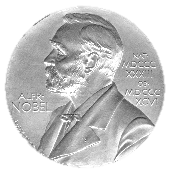 ALFR·
NOBEL
NAT·
MDCCC
XXXIII
OB·
MDCCC
XCVI